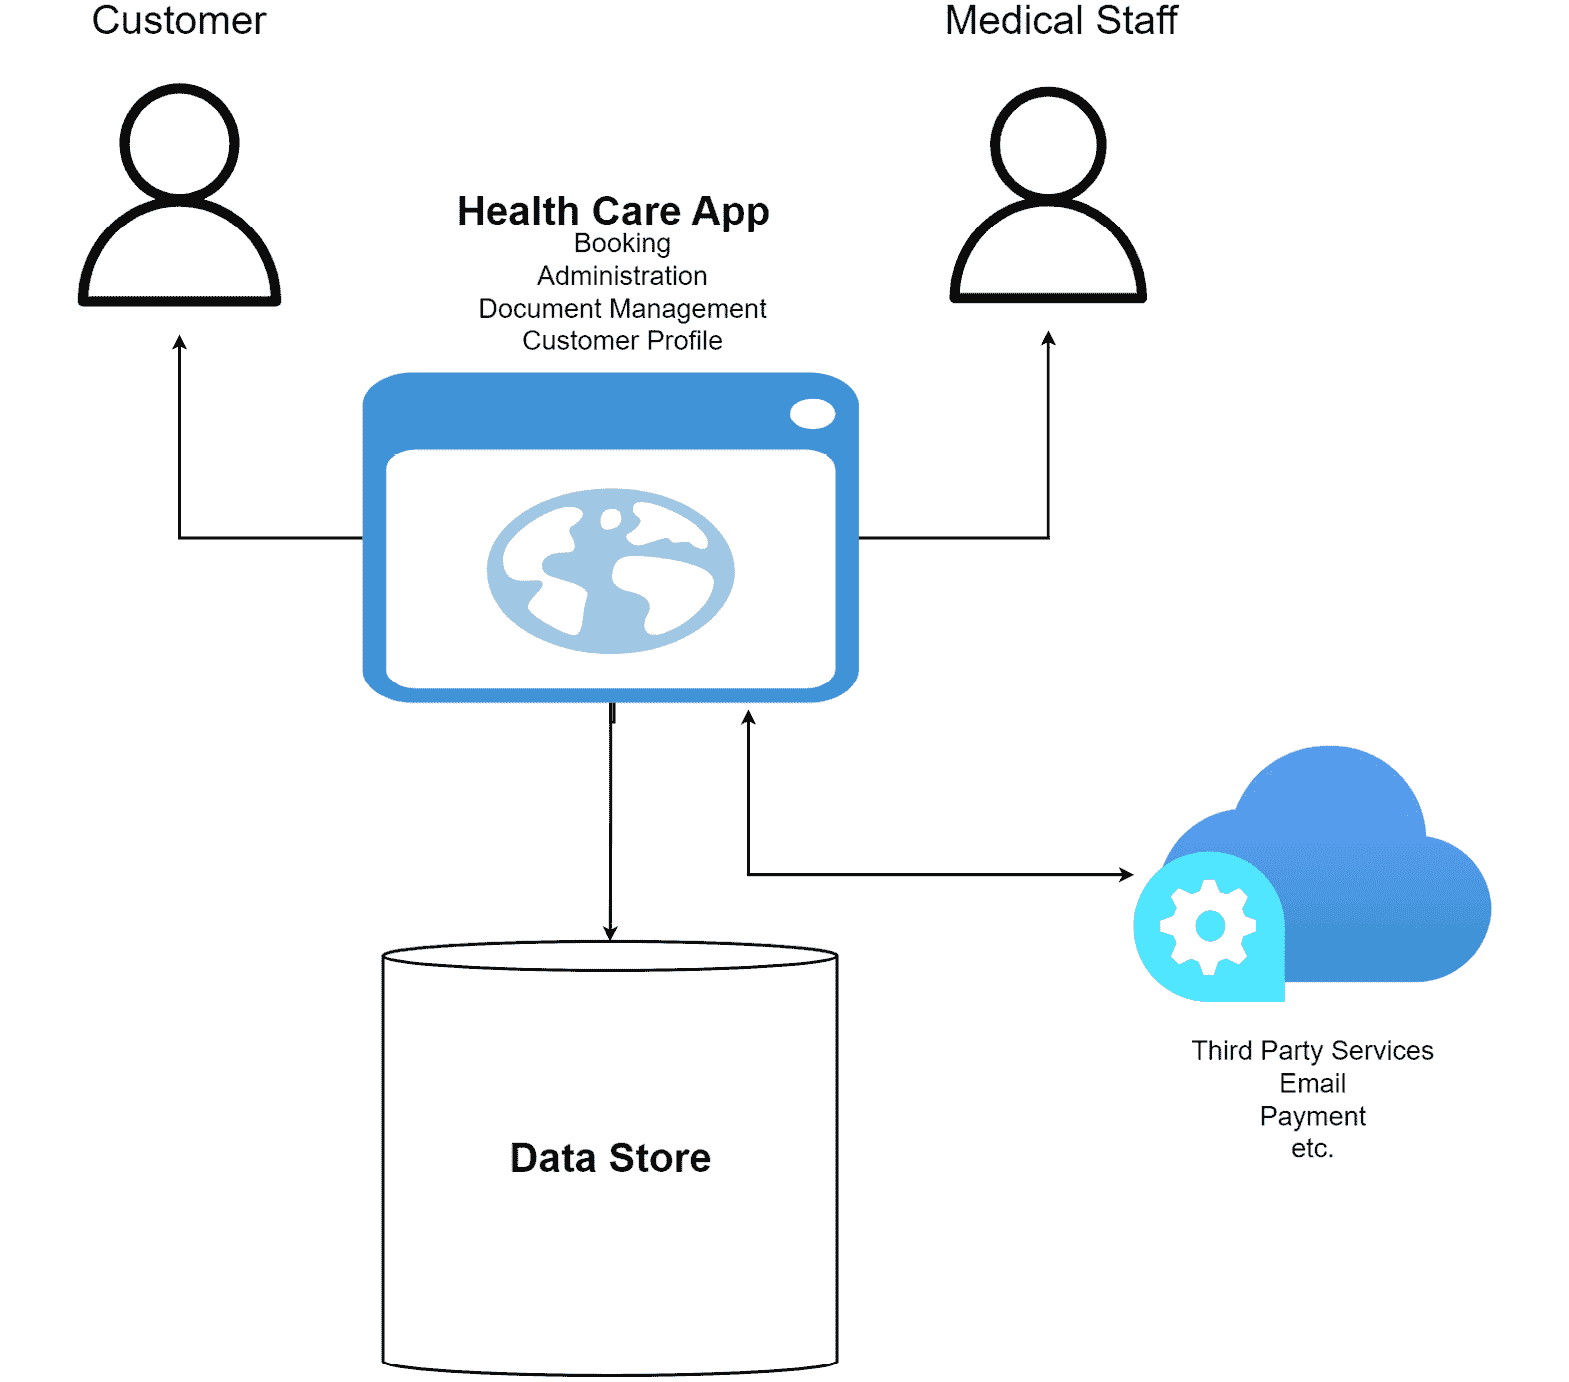 Customer
Medical Staff
Health Care App
Booking
Administration
Document Management
Customer Profile
Third Party Services
Email
Payment
etc.
Data Store